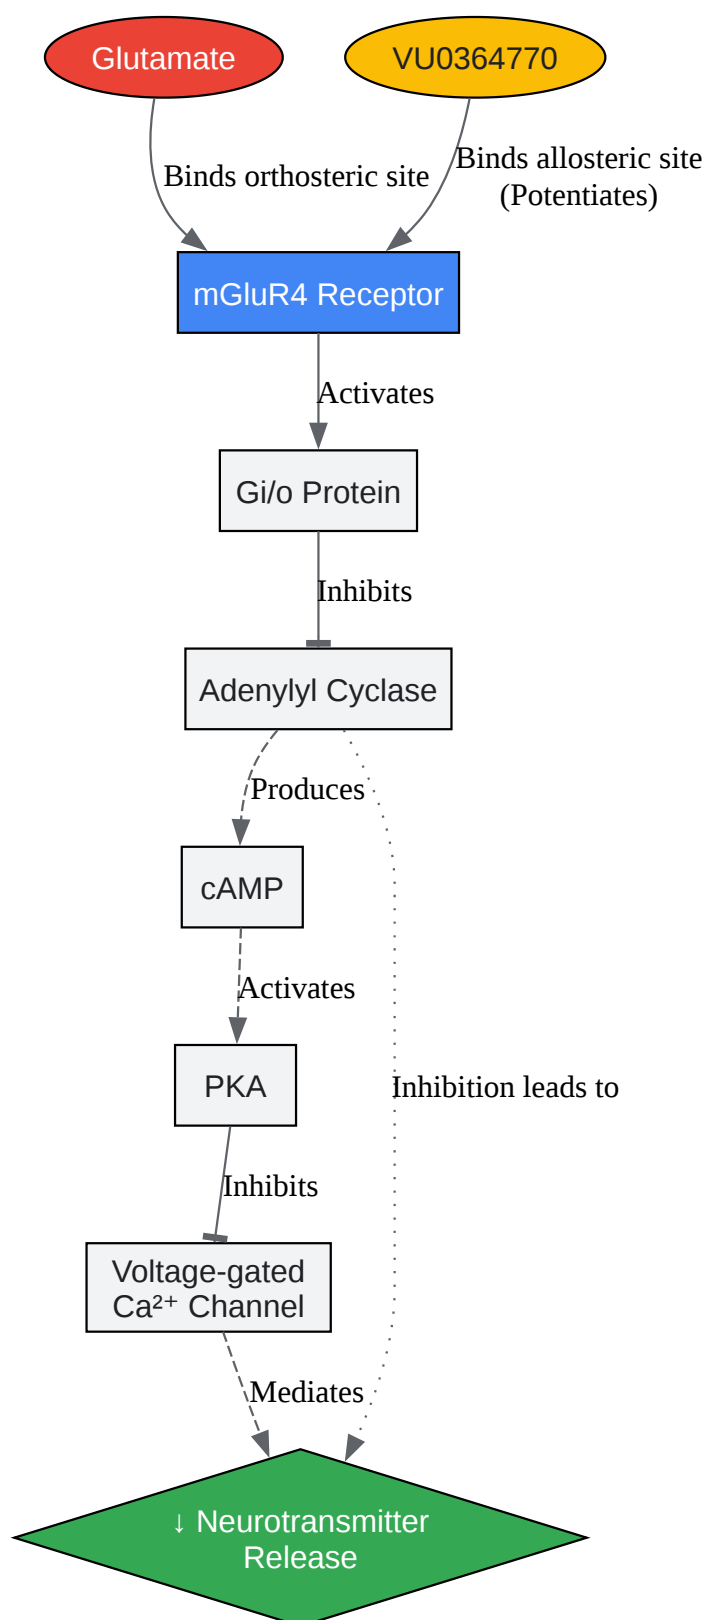 Glutamate
VU0364770
Binds orthosteric site
Binds allosteric site
(Potentiates)
mGluR4 Receptor
Activates
Gi/o Protein
Inhibits
Adenylyl Cyclase
Produces
cAMP
Activates
PKA
Inhibition leads to
Inhibits
Voltage-gated
Ca²⁺ Channel
Mediates
↓ Neurotransmitter
Release